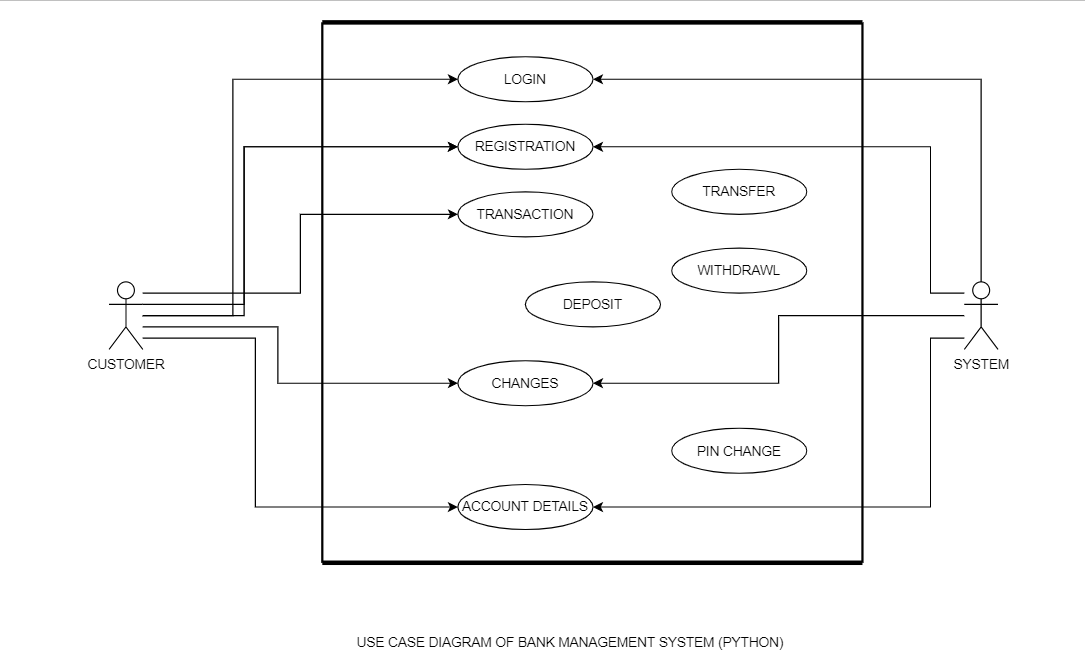 LOGIN
REGISTRATION
TRANSFER
TRANSACTION
WITHDRAWL
DEPOSIT
CUSTOMER
SYSTEM
CHANGES
PIN CHANGE
ACCOUNT DETAILS
USE CASE DIAGRAM OF BANK MANAGEMENT SYSTEM (PYTHON)